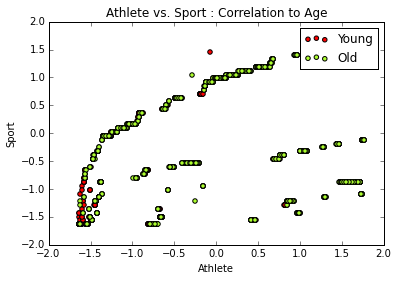 Athlete vs. Sport : Correlation to Age
Young
Old
2.0
1.5
1.0
0.5
0.0
−0.5
−1.0
−1.5
−2.0
Sport
−2.0 −1.5 −1.0 −0.5 0.0 0.5 1.0 1.5 2.0
Athlete